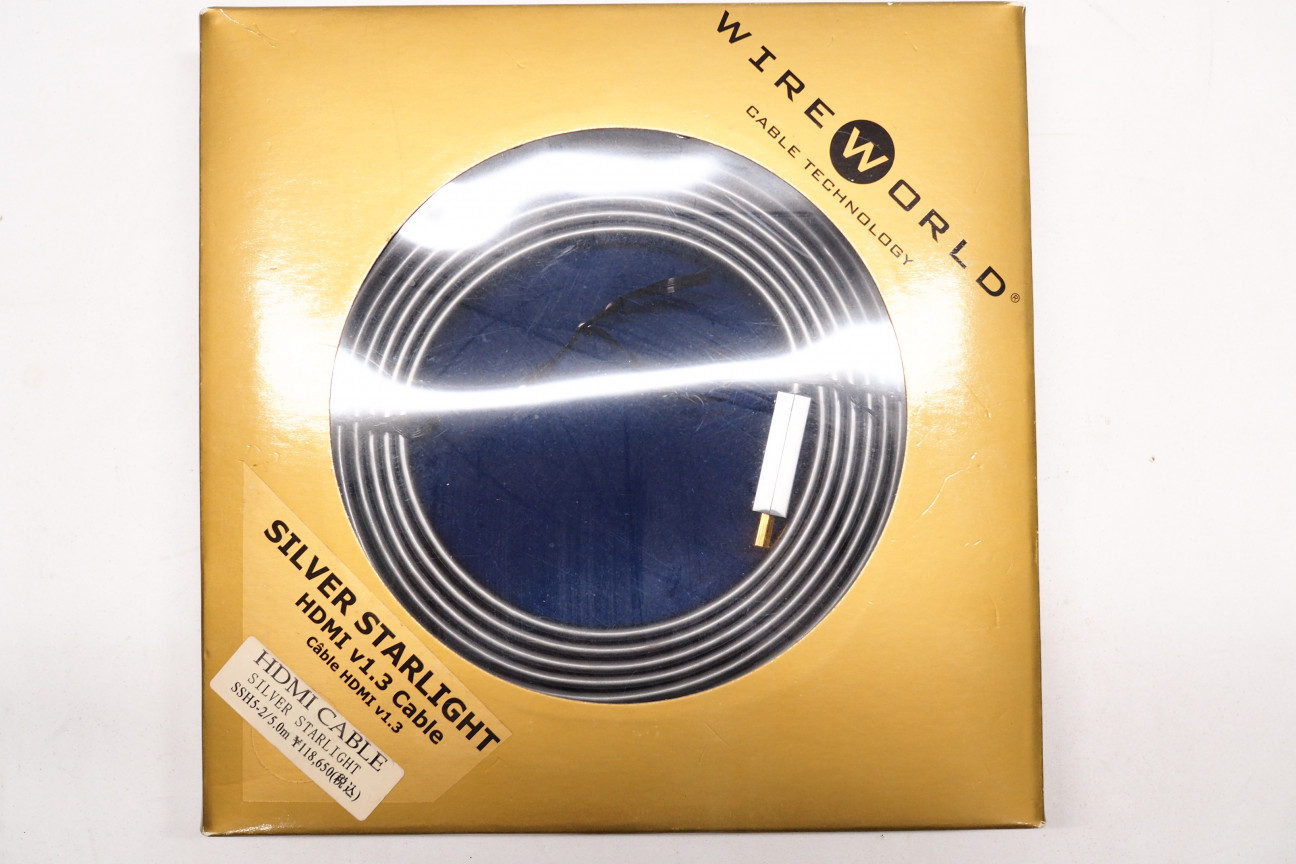 WIREWORLD®
CABLE TECHNOLOGY
SILVER STARLIGHT
HDMI v1.3 Cable
Câble HDMI v1.3
HDMI CABLE
SILVER STARLIGHT
SSH5-2/5.0m ¥118,650(税込)